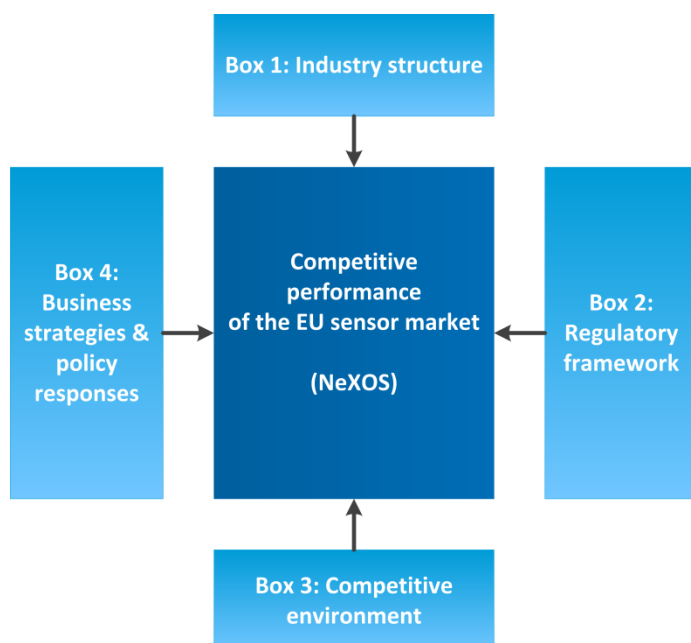 Box 1: Industry structure
Box 4:
Business
strategies &
policy
responses
Competitive
performance
of the EU sensor market
(NeXOS)
Box 2:
Regulatory
framework
Box 3: Competitive
environment